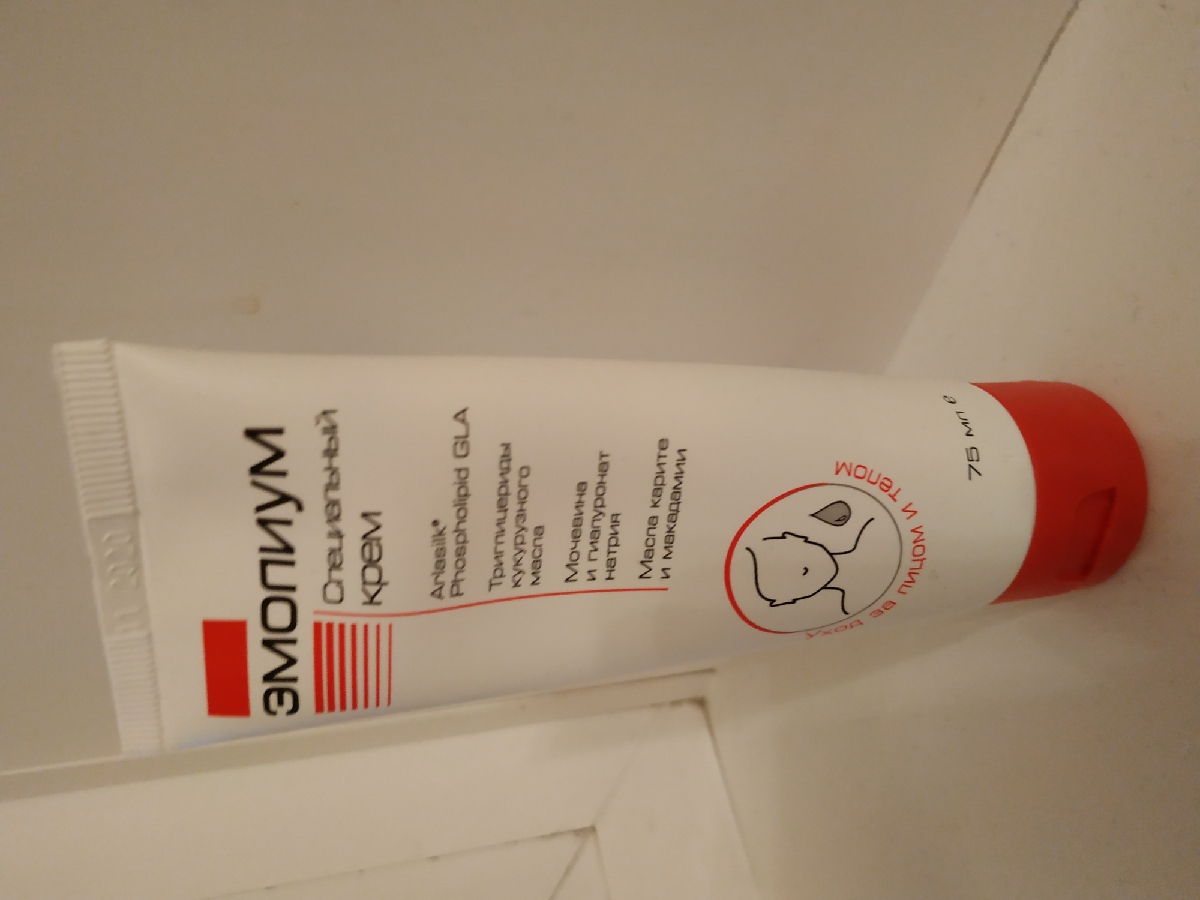 эмолиум
Специальный
крем
Arlasilk®
Phospholipid GLA
Триглицериды
кукурузного
масла
Мочевина
и гиалуронат
натрия
Масла карите
и макадамии
Уход за лицом и телом
75 мл e
2020